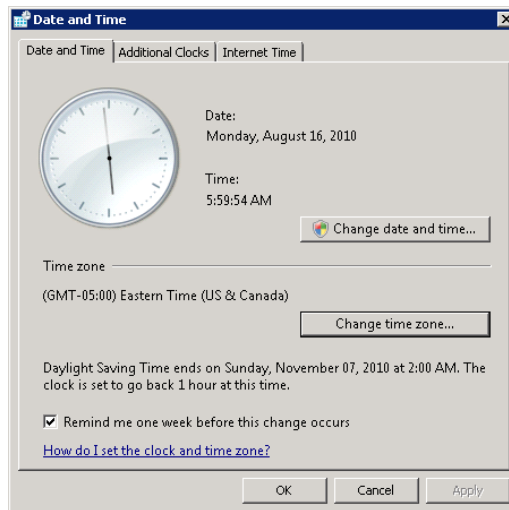 Date and Time
Date and Time
Additional Clocks
Internet Time
Date:
Monday, August 16, 2010
Time:
5:59:54 AM
Change date and time...
Time zone
(GMT-05:00) Eastern Time (US & Canada)
Change time zone...
Daylight Saving Time ends on Sunday, November 07, 2010 at 2:00 AM. The
clock is set to go back 1 hour at this time.
Remind me one week before this change occurs
How do I set the clock and time zone?
OK
Cancel
Apply